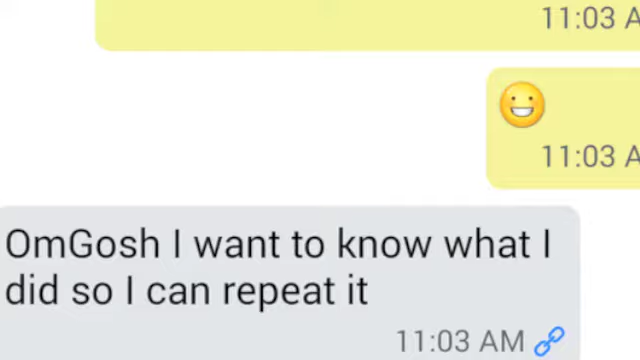 11:03 A
😀
11:03 A
OmGosh I want to know what I
did so I can repeat it
11:03 AM